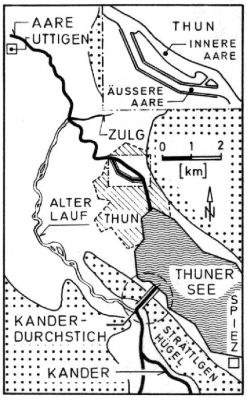 AARE
UTTIGEN
THUN
INNERE
AARE
ÄUSSERE
AARE
ZULG
0 1 2
[km]
N
ALTER
LAUF
THUN
THUNER
SEE
SPIEZ
KANDER-
DURCHSTICH
STRÄTTLIGEN
HÜGEL
KANDER